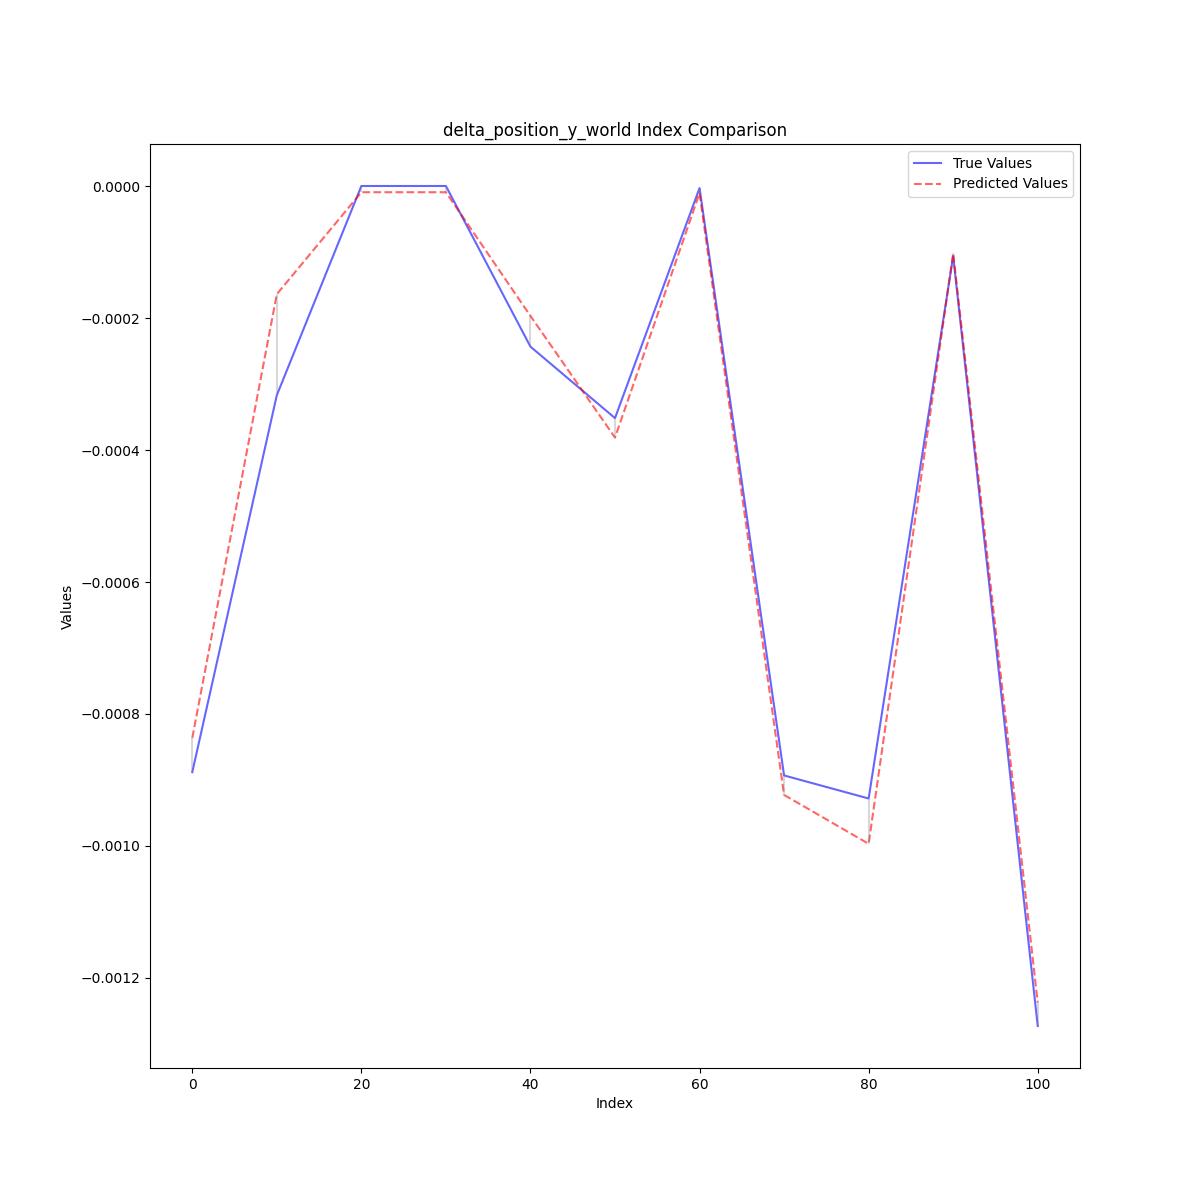 delta_position_y_world Index Comparison
True Values
Predicted Values
0.0000
−0.0002
−0.0004
−0.0006
−0.0008
−0.0010
−0.0012
Values
0 20 40 60 80 100
Index